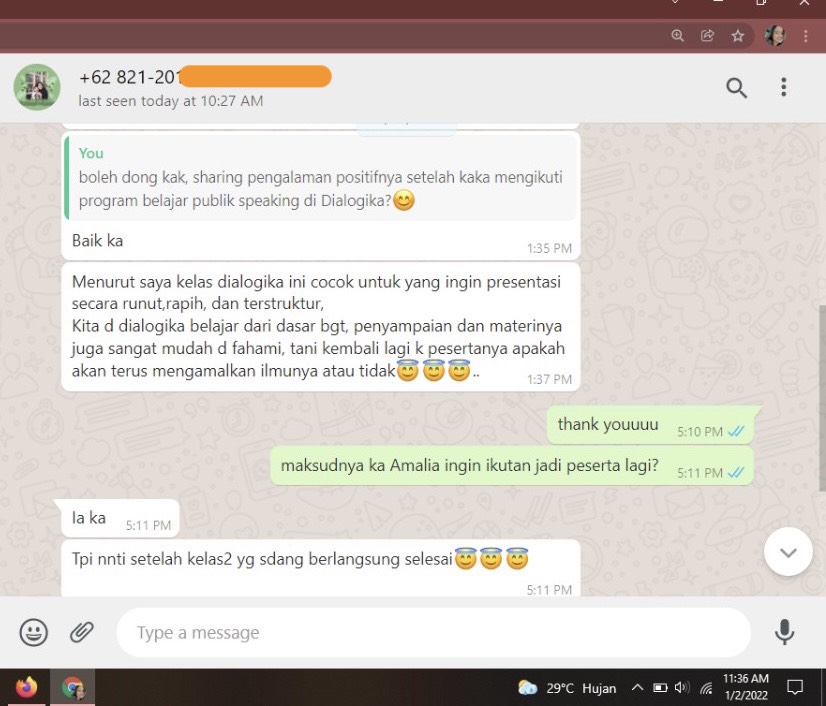 +62 821-201
last seen today at 10:27 AM
You
boleh dong kak, sharing pengalaman positifnya setelah kaka mengikuti
program belajar publik speaking di Dialogika?😊
Baik ka
1:35 PM
Menurut saya kelas dialogika ini cocok untuk yang ingin presentasi
secara runut,rapih, dan terstruktur,
Kita d dialogika belajar dari dasar bgt, penyampaian dan materinya
juga sangat mudah d fahami, tani kembali lagi k pesertanya apakah
akan terus mengamalkan ilmunya atau tidak😇😇😇..
1:37 PM
thank youuuu
5:10 PM
maksudnya ka Amalia ingin ikutan jadi peserta lagi?
5:11 PM
Ia ka
5:11 PM
Tpi nnti setelah kelas2 yg sdang berlangsung selesai😇😇😇
5:11 PM
Type a message
29°C Hujan
11:36 AM
1/2/2022